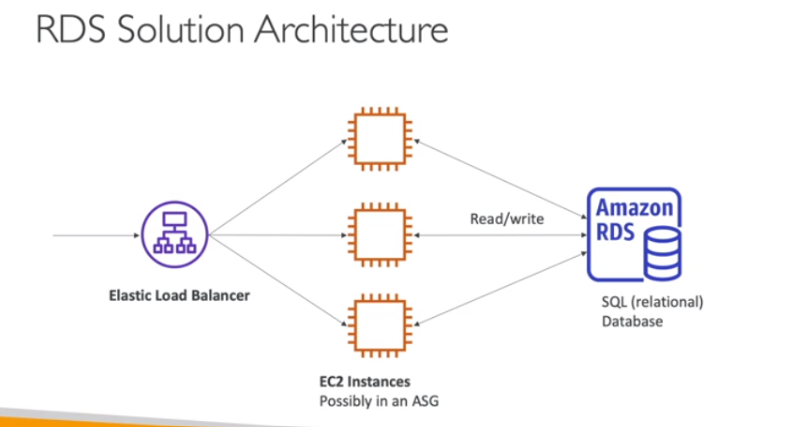 RDS Solution Architecture
Read/write
Amazon
RDS
Elastic Load Balancer
SQL (relational)
Database
EC2 Instances
Possibly in an ASG